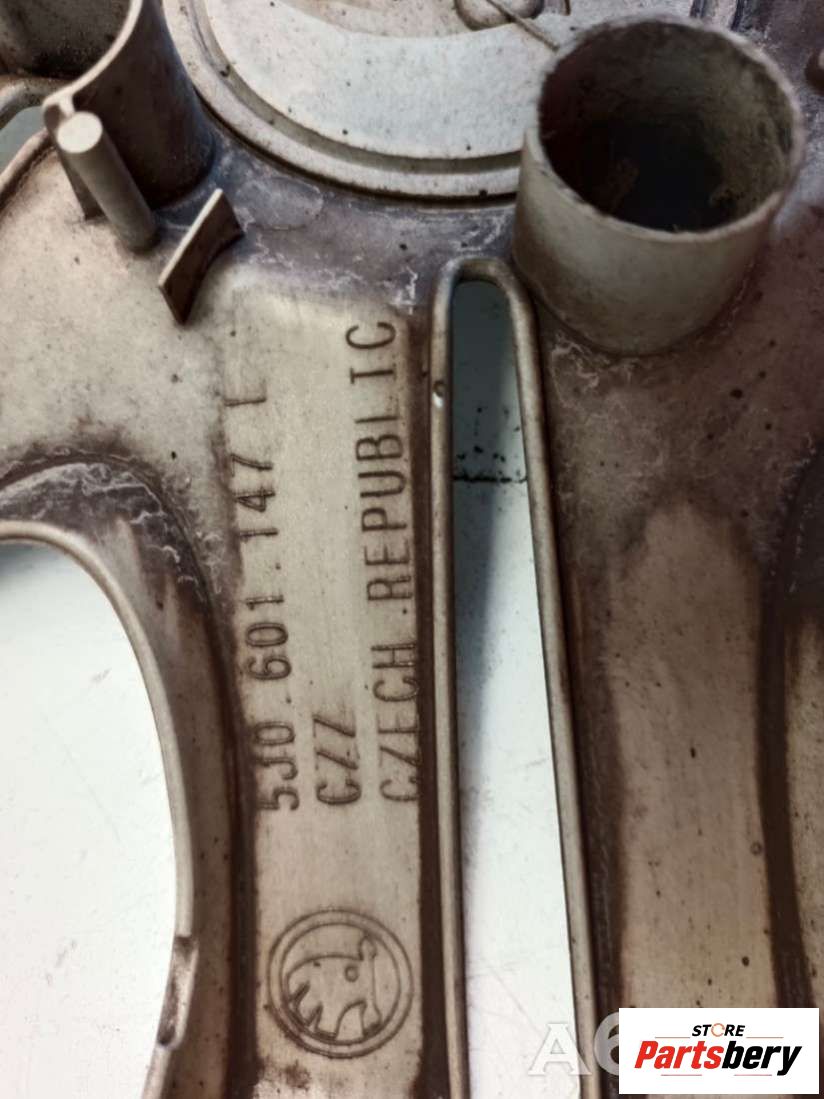 5J0 601 147 L
CZZ
CZECH REPUBLIC
STORE
Partsbery